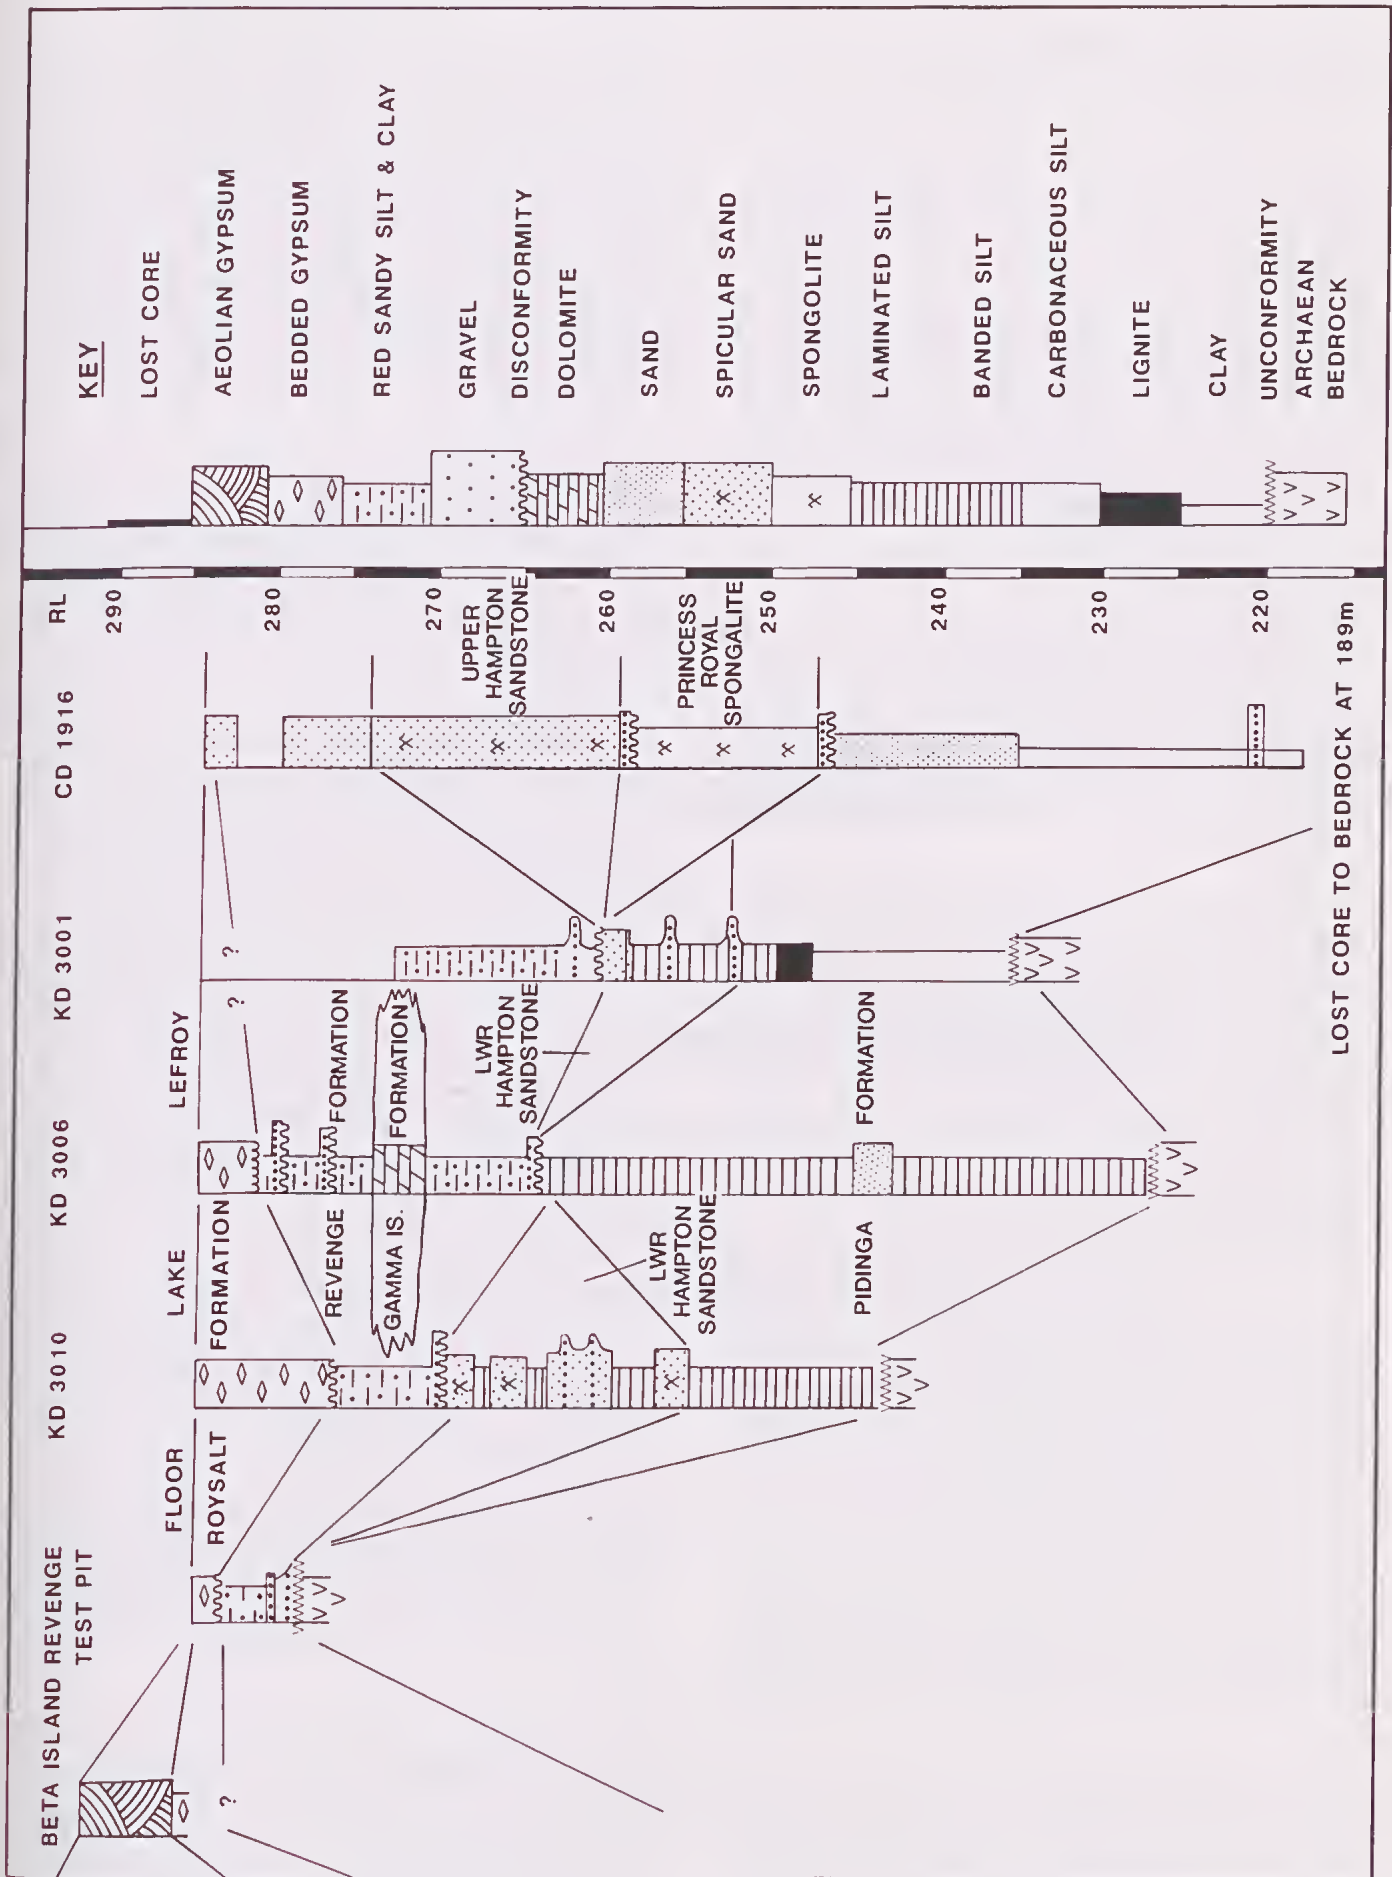 BETA ISLAND REVENGE
TEST PIT
KD 3010
KD 3006
KD 3001
CD 1916
RL
KEY
FLOOR
LAKE
LEFROY
ROYSALT
FORMATION
REVENGE
FORMATION
GAMMA IS.
FORMATION
LWR
HAMPTON
SANDSTONE
LWR
HAMPTON
SANDSTONE
PIDINGA
FORMATION
UPPER
HAMPTON
SANDSTONE
PRINCESS
ROYAL
SPONGALITE
?
?
?
290
280
270
260
250
240
230
220
LOST CORE
AEOLIAN GYPSUM
BEDDED GYPSUM
RED SANDY SILT & CLAY
GRAVEL
DISCONFORMITY
DOLOMITE
SAND
SPICULAR SAND
SPONGOLITE
LAMINATED SILT
BANDED SILT
CARBONACEOUS SILT
LIGNITE
CLAY
UNCONFORMITY
ARCHAEAN
BEDROCK
LOST CORE TO BEDROCK AT 189m